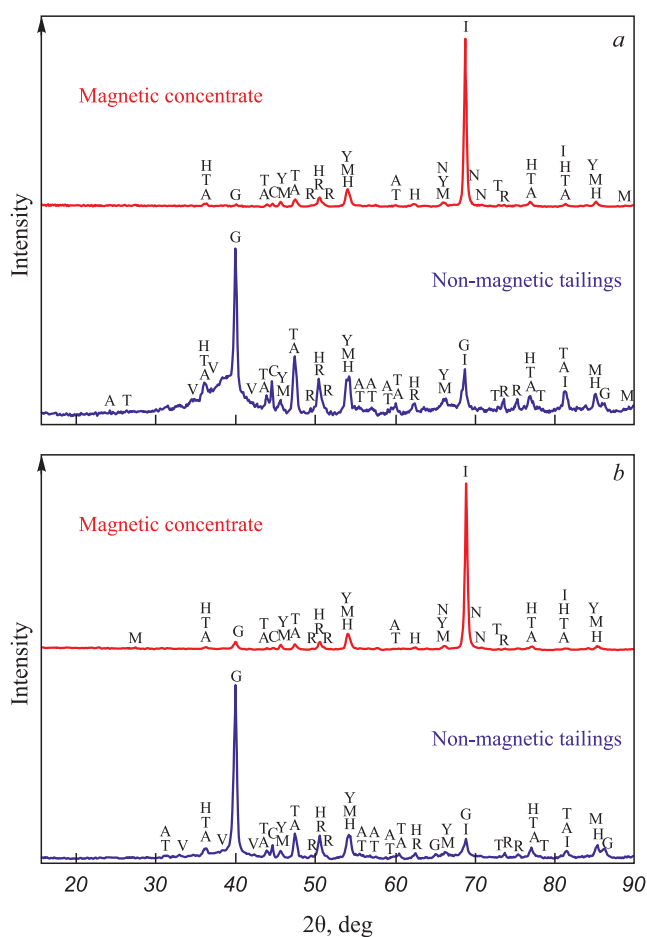 a
I
Magnetic concentrate
H
T
A
G
T
A
C
Y
M
T
A
R
H
R
R
Y
M
H
A
T
H
N
Y
M
N
N
T
R
H
T
A
I
H
T
A
Y
M
H
M
Intensity
G
Non-magnetic tailings
A
T
V
H
T
A
V
V
T
A
C
Y
M
T
A
R
H
R
R
Y
M
H
A
T
A
T
A
T
T
A
H
R
Y
M
G
I
T
R
R
H
T
A
T
T
A
I
M
H
G
M
b
I
Magnetic concentrate
M
H
T
A
G
T
A
C
Y
M
T
A
R
H
R
R
Y
M
H
A
T
H
N
Y
M
N
N
T
R
H
T
A
I
H
T
A
Y
M
H
Intensity
G
Non-magnetic tailings
A
T
V
H
T
A
V
V
T
A
C
Y
M
T
A
R
H
R
R
Y
M
H
A
T
A
T
A
T
T
A
H
R
G
Y
M
G
I
T
R
R
H
T
A
T
T
A
I
M
H
G
20 30 40 50 60 70 80 90
2θ, deg